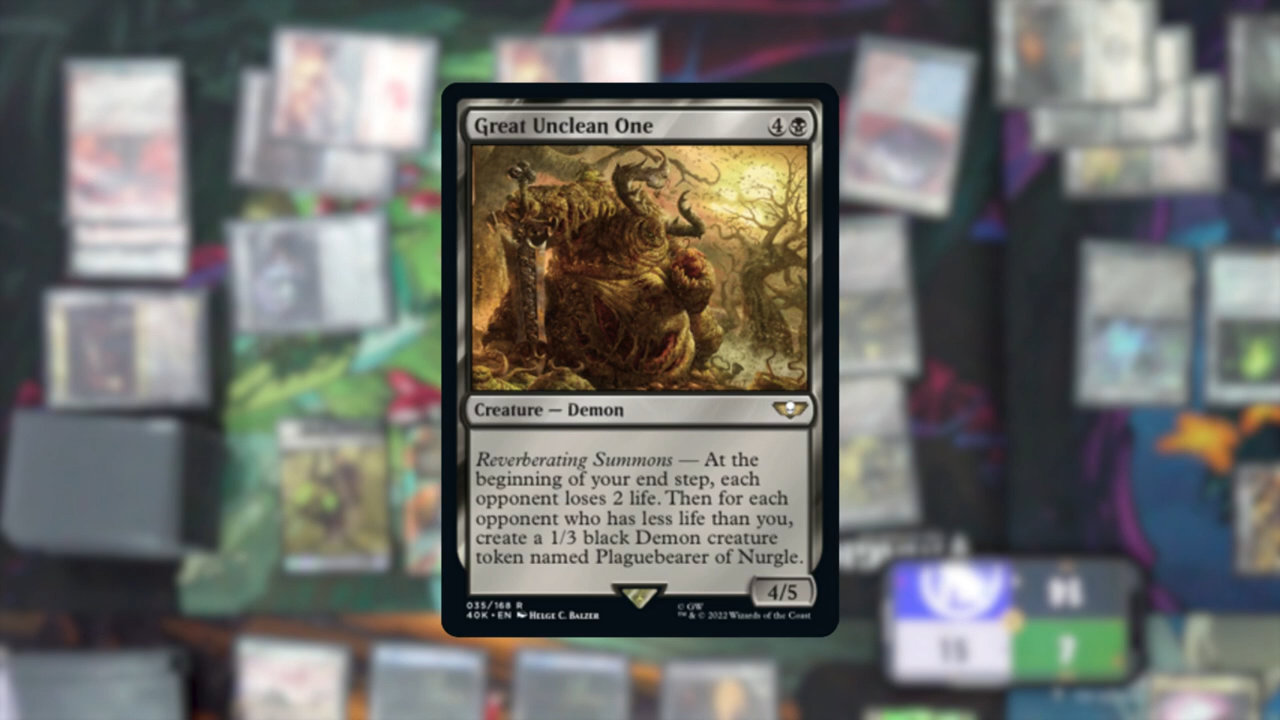 Great Unclean One 4
Creature — Demon
Reverberating Summons — At the
beginning of your end step, each
opponent loses 2 life. Then for each
opponent who has less life than you,
create a 1/3 black Demon creature
token named Plaguebearer of Nurgle.
4/5
035/168 R
40K • EN HELGE C. BALZER
© GW
™ & © 2022 Wizards of the Coast
15
7